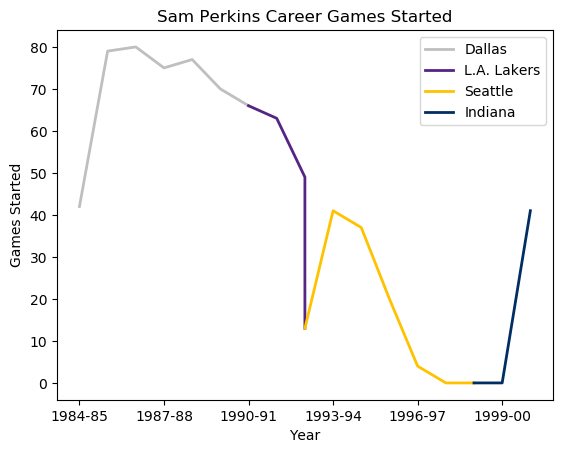 Sam Perkins Career Games Started
Dallas
L.A. Lakers
Seattle
Indiana
80
70
60
50
40
30
20
10
0
Games Started
1984-85 1987-88 1990-91 1993-94 1996-97 1999-00
Year